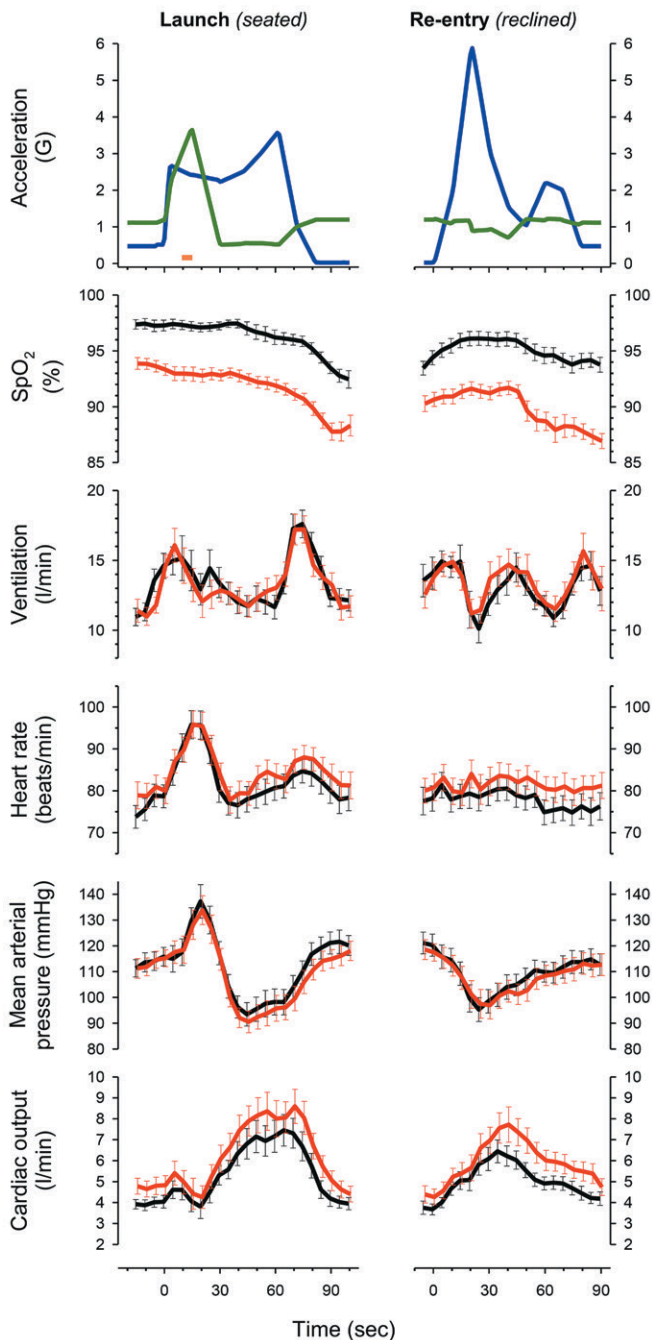 Launch (seated) Re-entry (reclined)
Acceleration
(G)
6 6
5 5
4 4
3 3
2 2
1 1
0 0
SpO₂
(%)
100 100
95 95
90 90
85 85
Ventilation
(l/min)
20 20
15 15
10 10
Heart rate
(beats/min)
100 100
90 90
80 80
70 70
Mean arterial
pressure (mmHg)
140 140
130 130
120 120
110 110
100 100
90 90
80 80
Cardiac output
(l/min)
10 10
9 9
8 8
7 7
6 6
5 5
4 4
3 3
2 2
0 30 60 90 0 30 60 90
Time (sec)